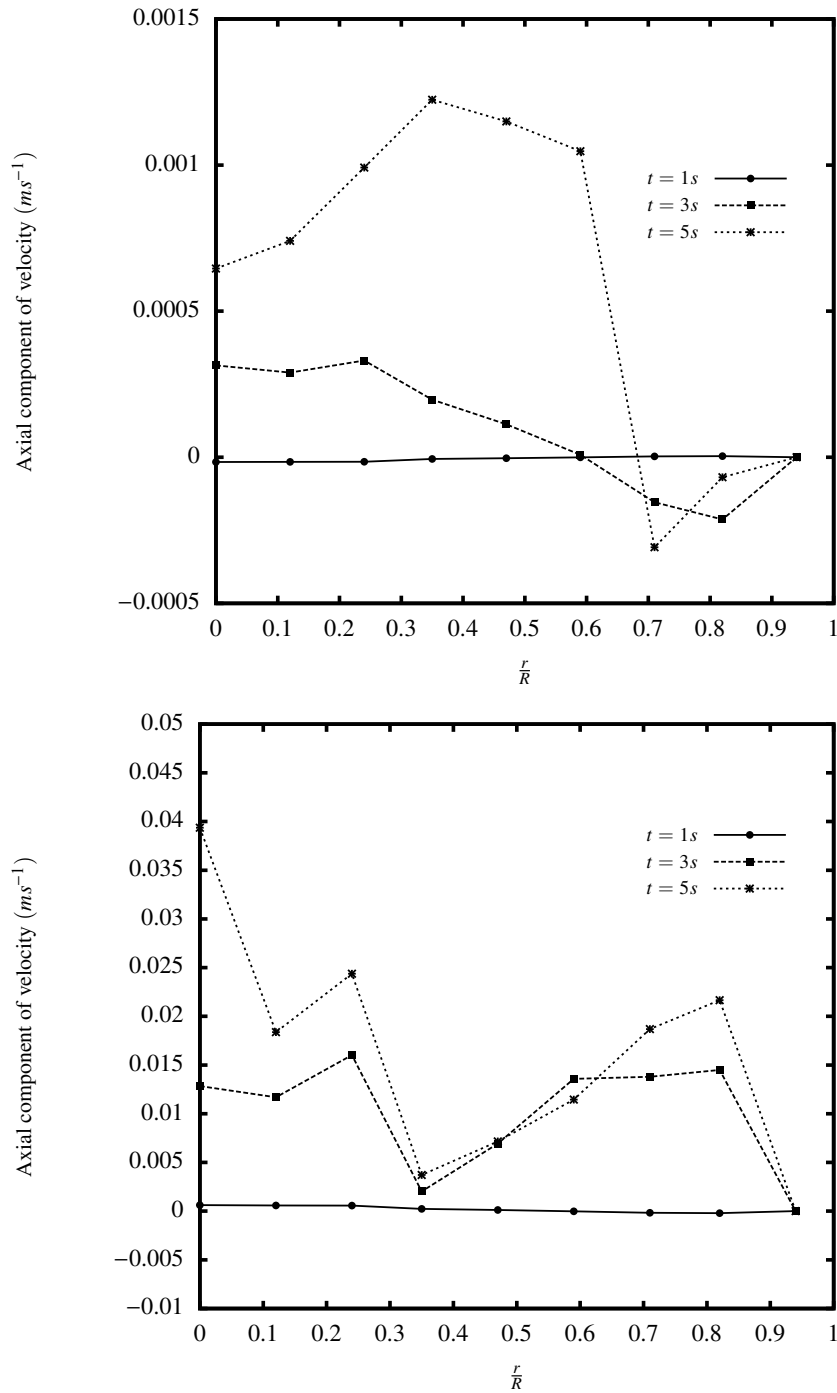 0.0015
0.001
0.0005
0
−0.0005
Axial component of velocity (ms⁻¹)
t = 1s
t = 3s
t = 5s
0 0.1 0.2 0.3 0.4 0.5 0.6 0.7 0.8 0.9 1
r/R
0.05
0.045
0.04
0.035
0.03
0.025
0.02
0.015
0.01
0.005
0
−0.005
−0.01
Axial component of velocity (ms⁻¹)
t = 1s
t = 3s
t = 5s
0 0.1 0.2 0.3 0.4 0.5 0.6 0.7 0.8 0.9 1
r/R